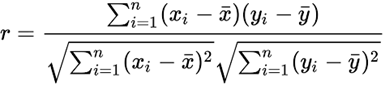 r = \frac{\sum_{i=1}^{n}(x_i - \bar{x})(y_i - \bar{y})}{\sqrt{\sum_{i=1}^{n}(x_i - \bar{x})^2}\sqrt{\sum_{i=1}^{n}(y_i - \bar{y})^2}}